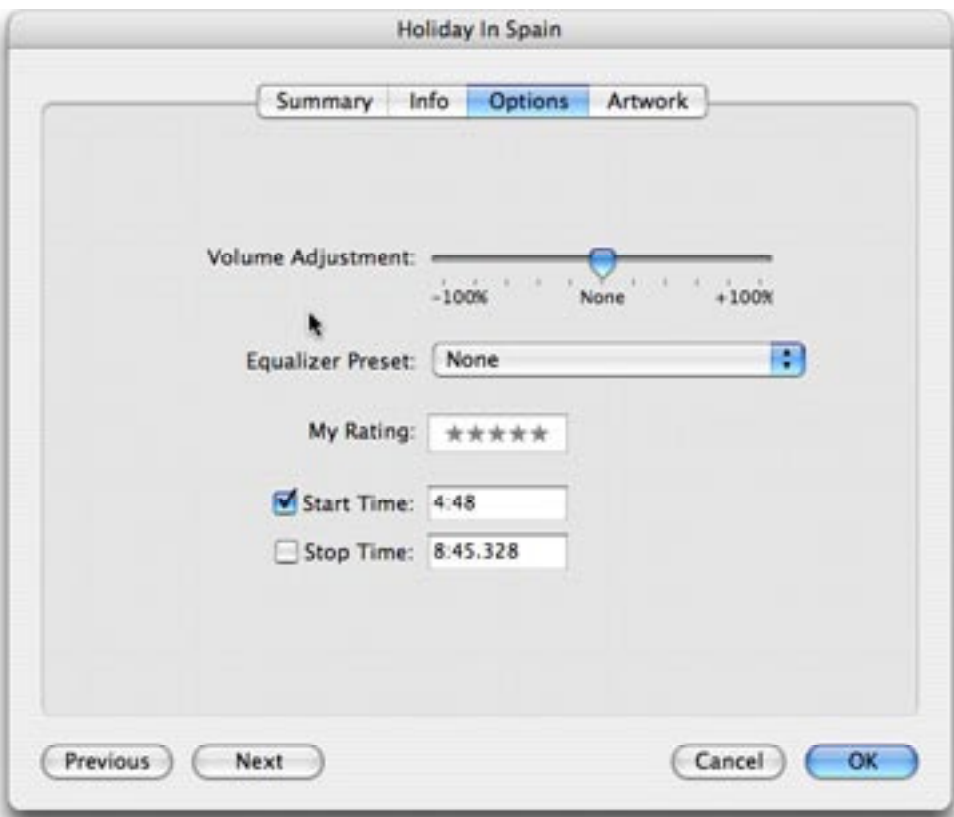 Holiday In Spain
Summary Info Options Artwork
Volume Adjustment:
-100% None +100%
Equalizer Preset: None
My Rating: ★★★★★
Start Time: 4:48
Stop Time: 8:45.328
Previous Next Cancel OK